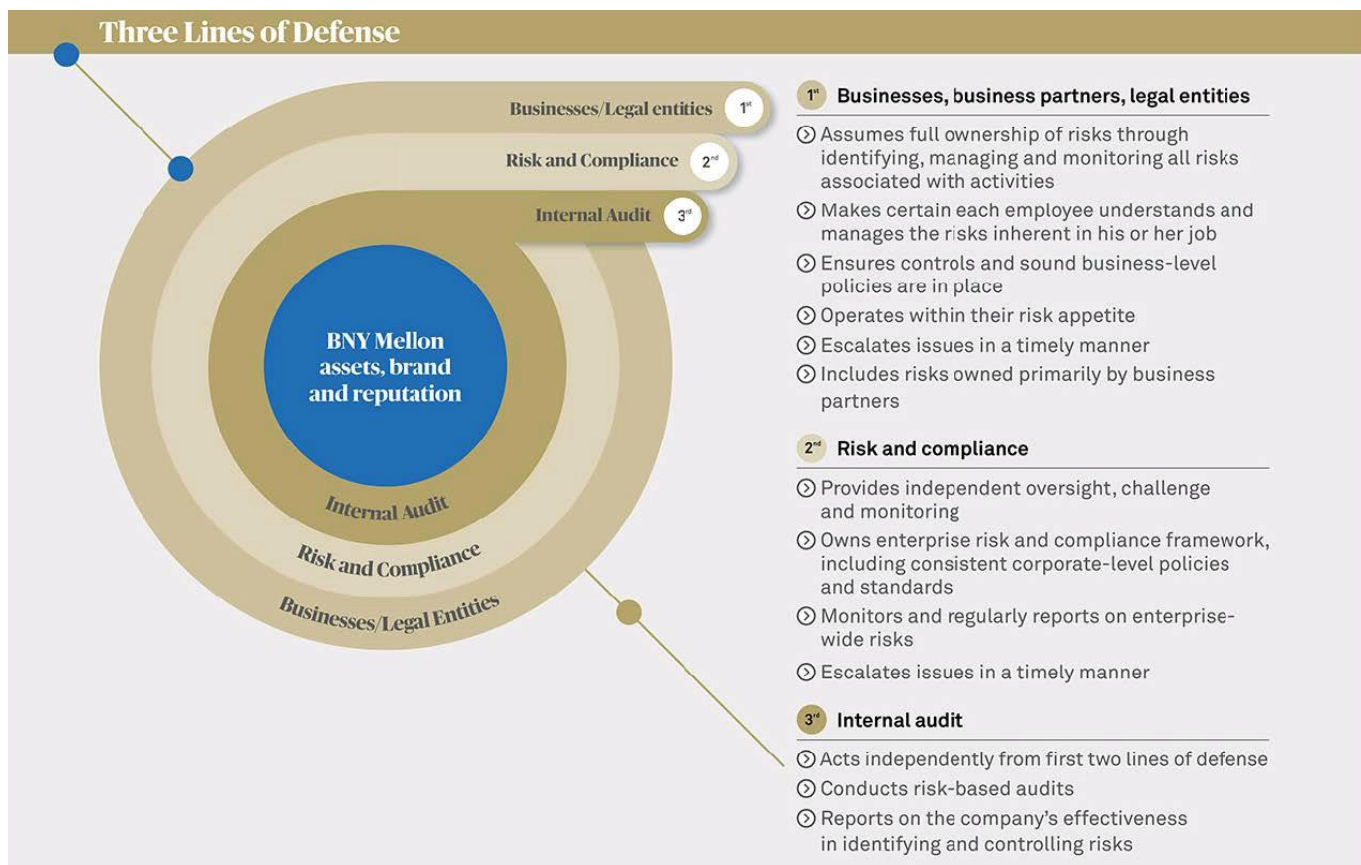 Three Lines of Defense
Businesses/Legal entities 1st
Risk and Compliance 2nd
Internal Audit 3rd
BNY Mellon
assets, brand
and reputation
Internal Audit
Risk and Compliance
Businesses/Legal Entities
1st Businesses, business partners, legal entities
Assumes full ownership of risks through
identifying, managing and monitoring all risks
associated with activities
Makes certain each employee understands and
manages the risks inherent in his or her job
Ensures controls and sound business-level
policies are in place
Operates within their risk appetite
Escalates issues in a timely manner
Includes risks owned primarily by business
partners
2nd Risk and compliance
Provides independent oversight, challenge
and monitoring
Owns enterprise risk and compliance framework,
including consistent corporate-level policies
and standards
Monitors and regularly reports on enterprise-
wide risks
Escalates issues in a timely manner
3rd Internal audit
Acts independently from first two lines of defense
Conducts risk-based audits
Reports on the company’s effectiveness
in identifying and controlling risks